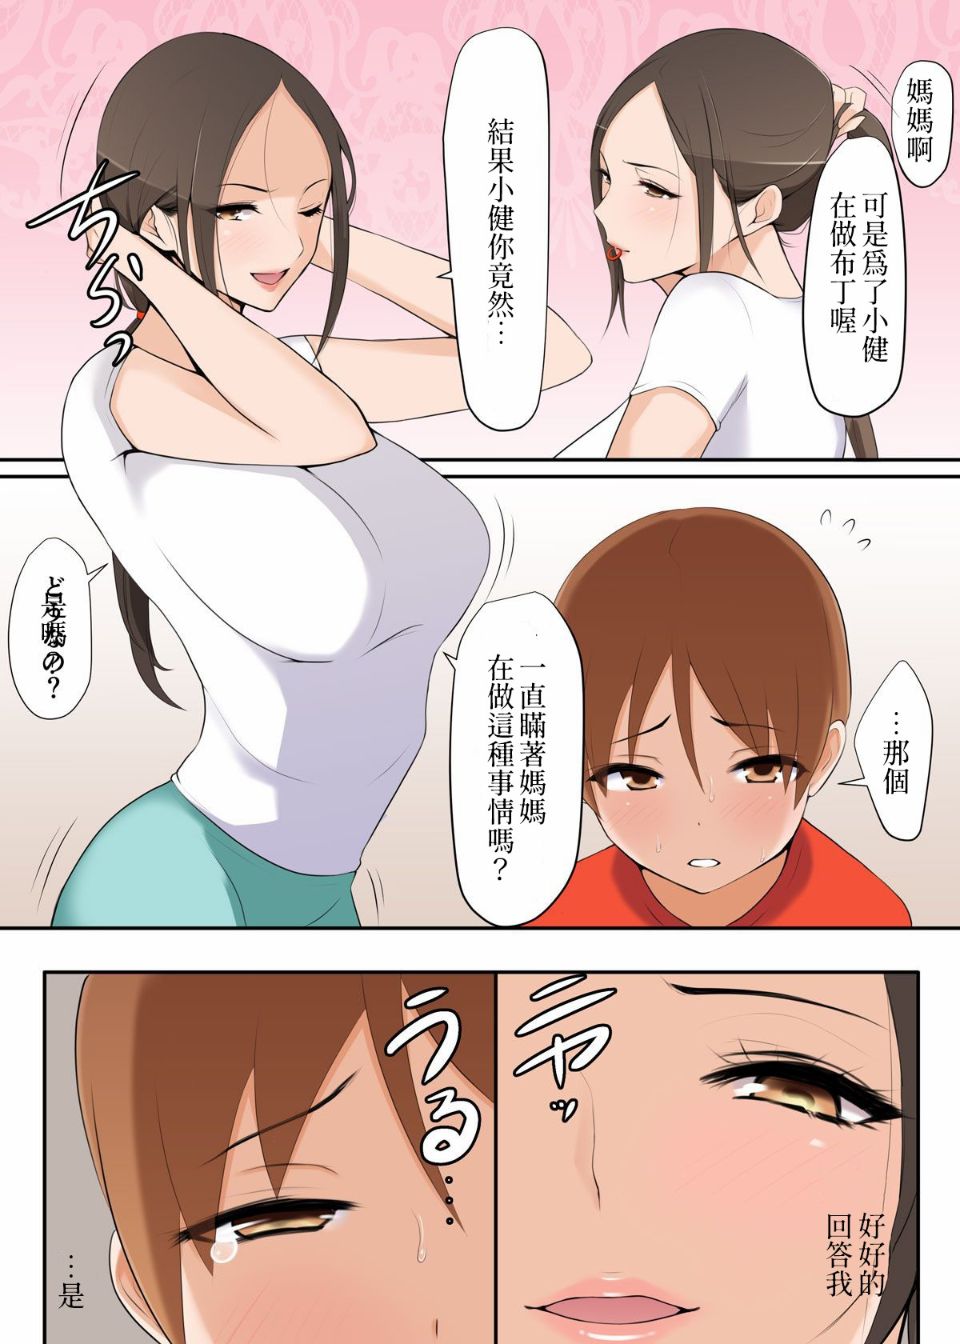 媽媽啊
可是爲了小健
在做布丁喔
結果小健你竟然…
ちらっ
…那個
一直瞞著媽媽
在做這種事情嗎？
是嗎？
ニヤッ
好好的
回答我
うる……
…是